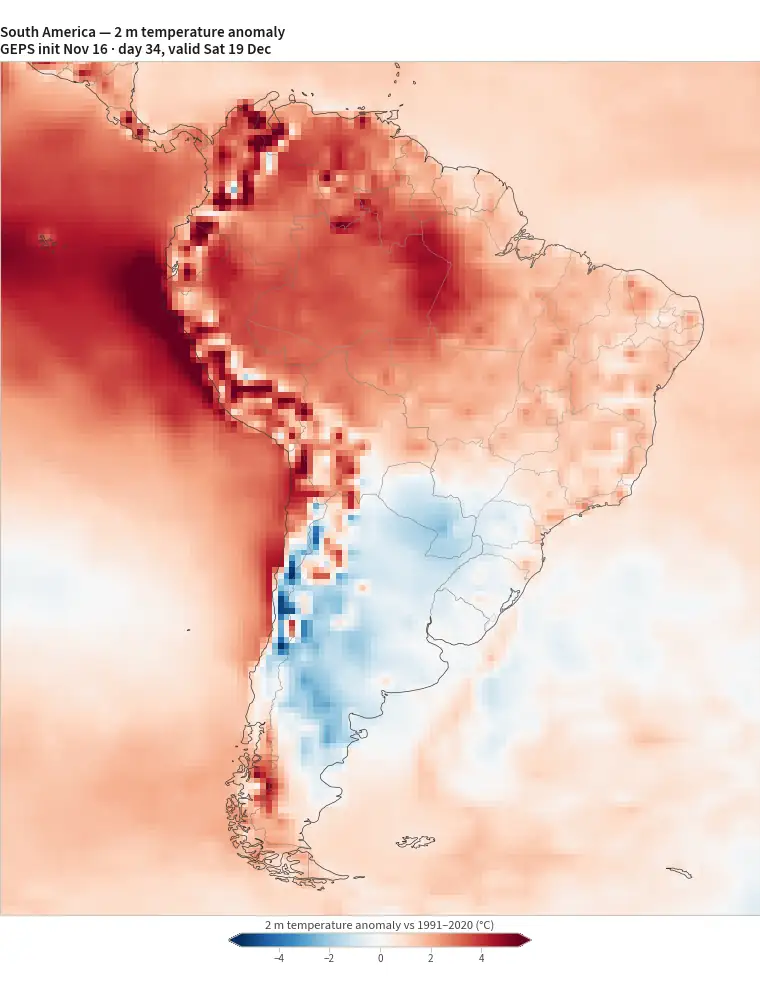 South America — 2 m temperature anomaly
GEPS init Nov 16 · day 34, valid Sat 19 Dec
2 m temperature anomaly vs 1991–2020 (°C)
−4 −2 0 2 4